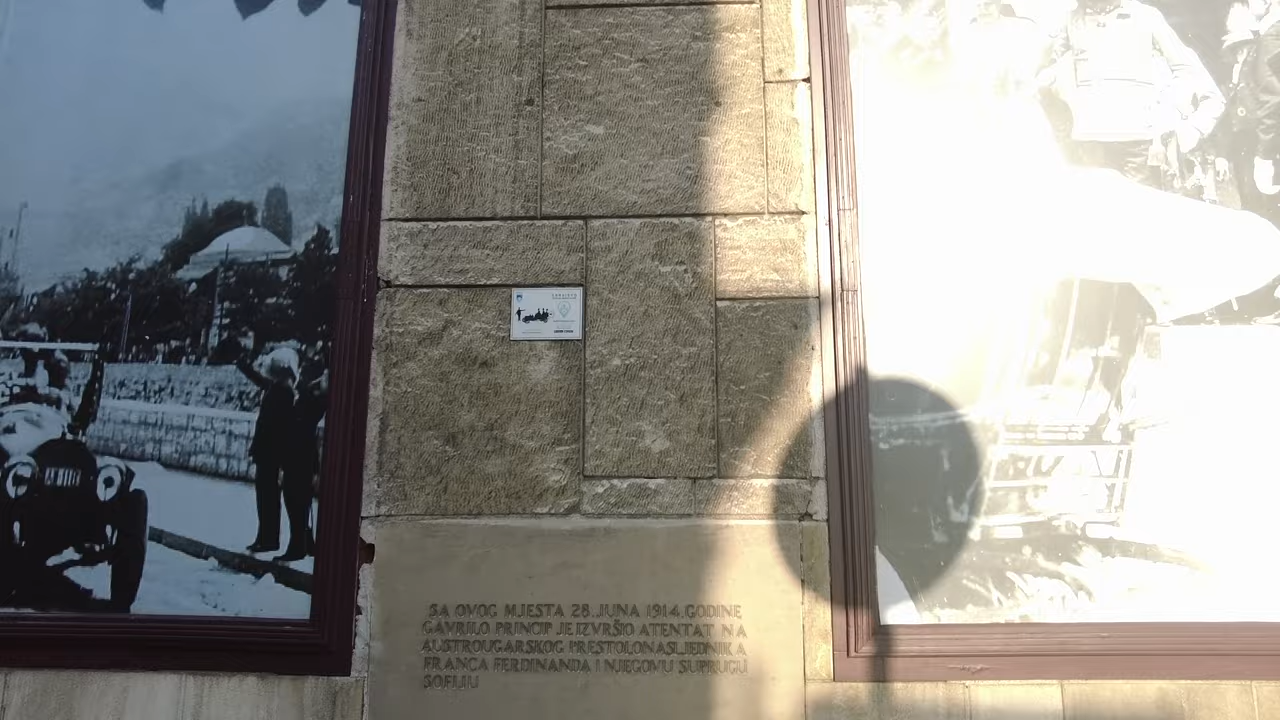 SARAJEVO
SA OVOG MJESTA 28. JUNA 1914. GODINE
GAVRILO PRINCIP JE IZVRŠIO ATENTAT NA
AUSTROUGARSKOG PRESTOLONASLJEDNIKA
FRANCA FERDINANDA I NJEGOVU SUPRUGU
SOFIJU